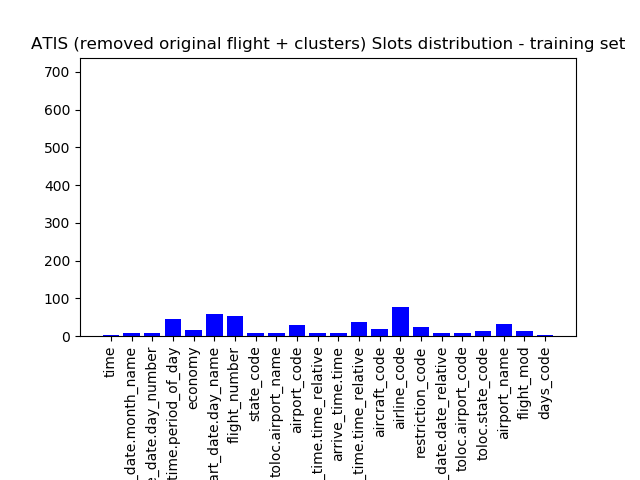 ATIS (removed original flight + clusters) Slots distribution - training set
700
600
500
400
300
200
100
0
time
_date.month_name
e_date.day_number
time.period_of_day
economy
art_date.day_name
flight_number
state_code
toloc.airport_name
airport_code
_time.time_relative
arrive_time.time
time.time_relative
aircraft_code
airline_code
restriction_code
_date.date_relative
toloc.airport_code
toloc.state_code
airport_name
flight_mod
days_code